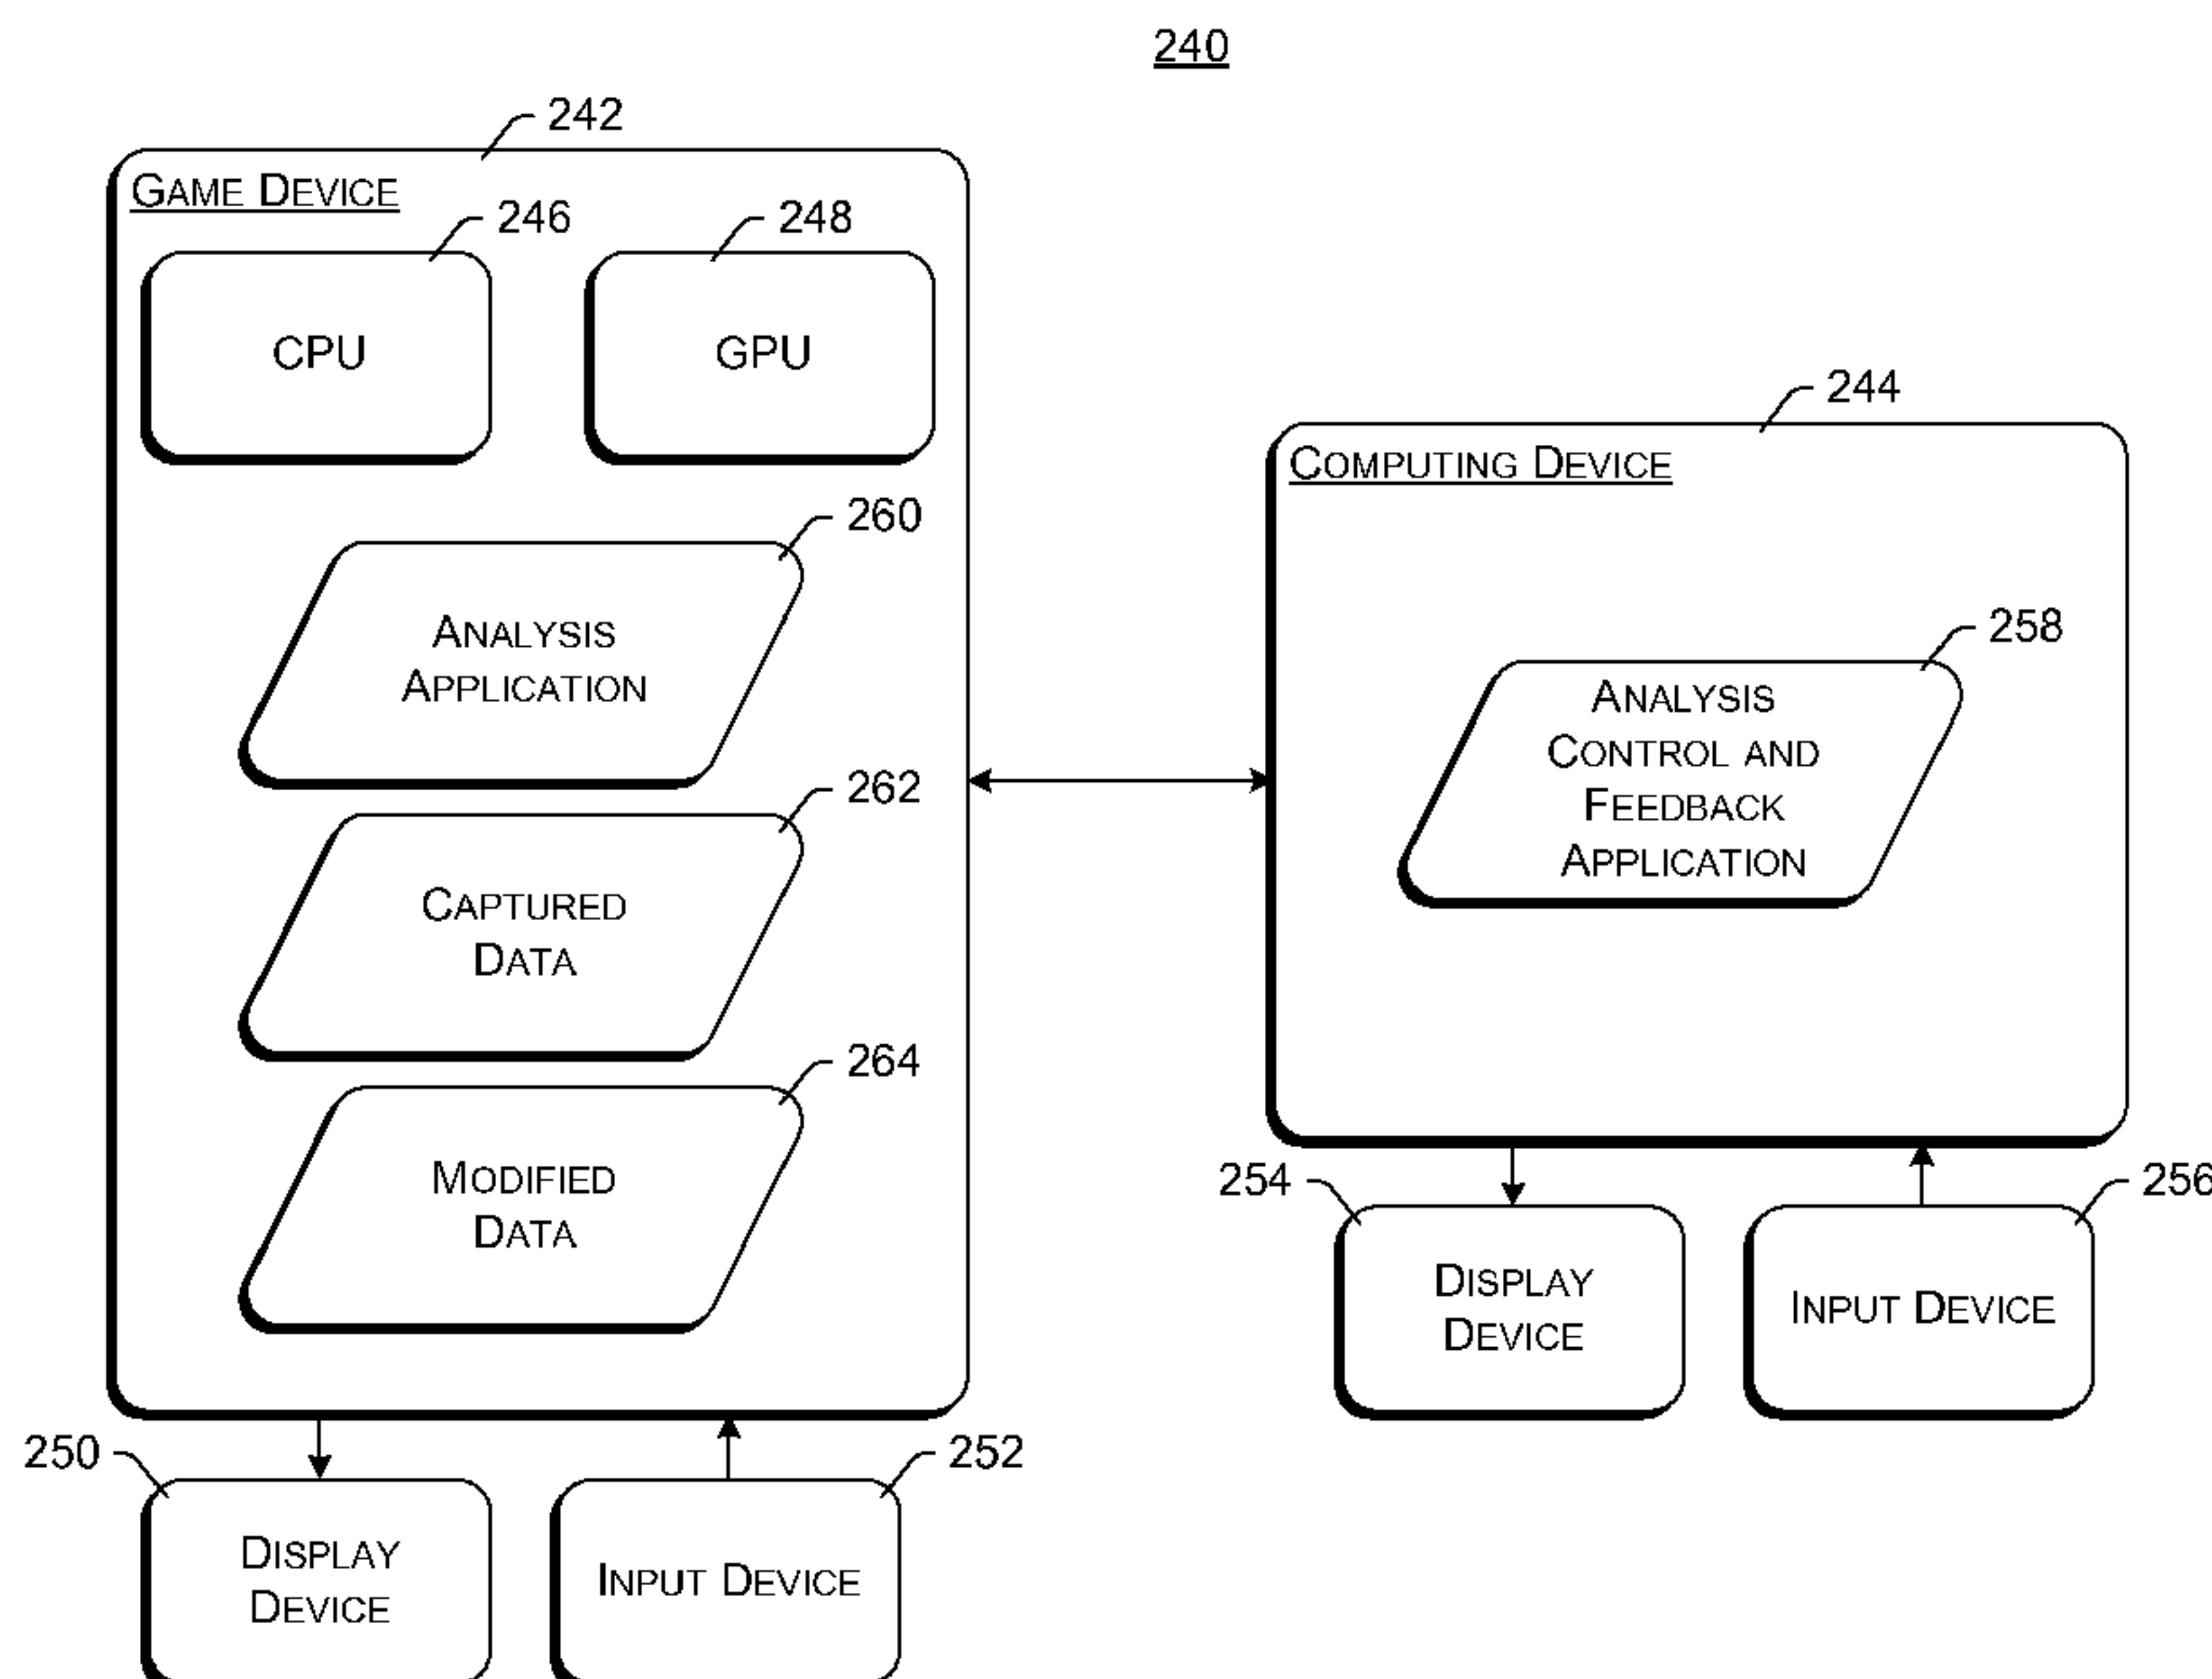 240
242
GAME DEVICE
246
248
CPU
GPU
260
ANALYSIS
APPLICATION
262
CAPTURED
DATA
264
MODIFIED
DATA
250
252
DISPLAY
DEVICE
INPUT DEVICE
244
COMPUTING DEVICE
258
ANALYSIS
CONTROL AND
FEEDBACK
APPLICATION
254
256
DISPLAY
DEVICE
INPUT DEVICE